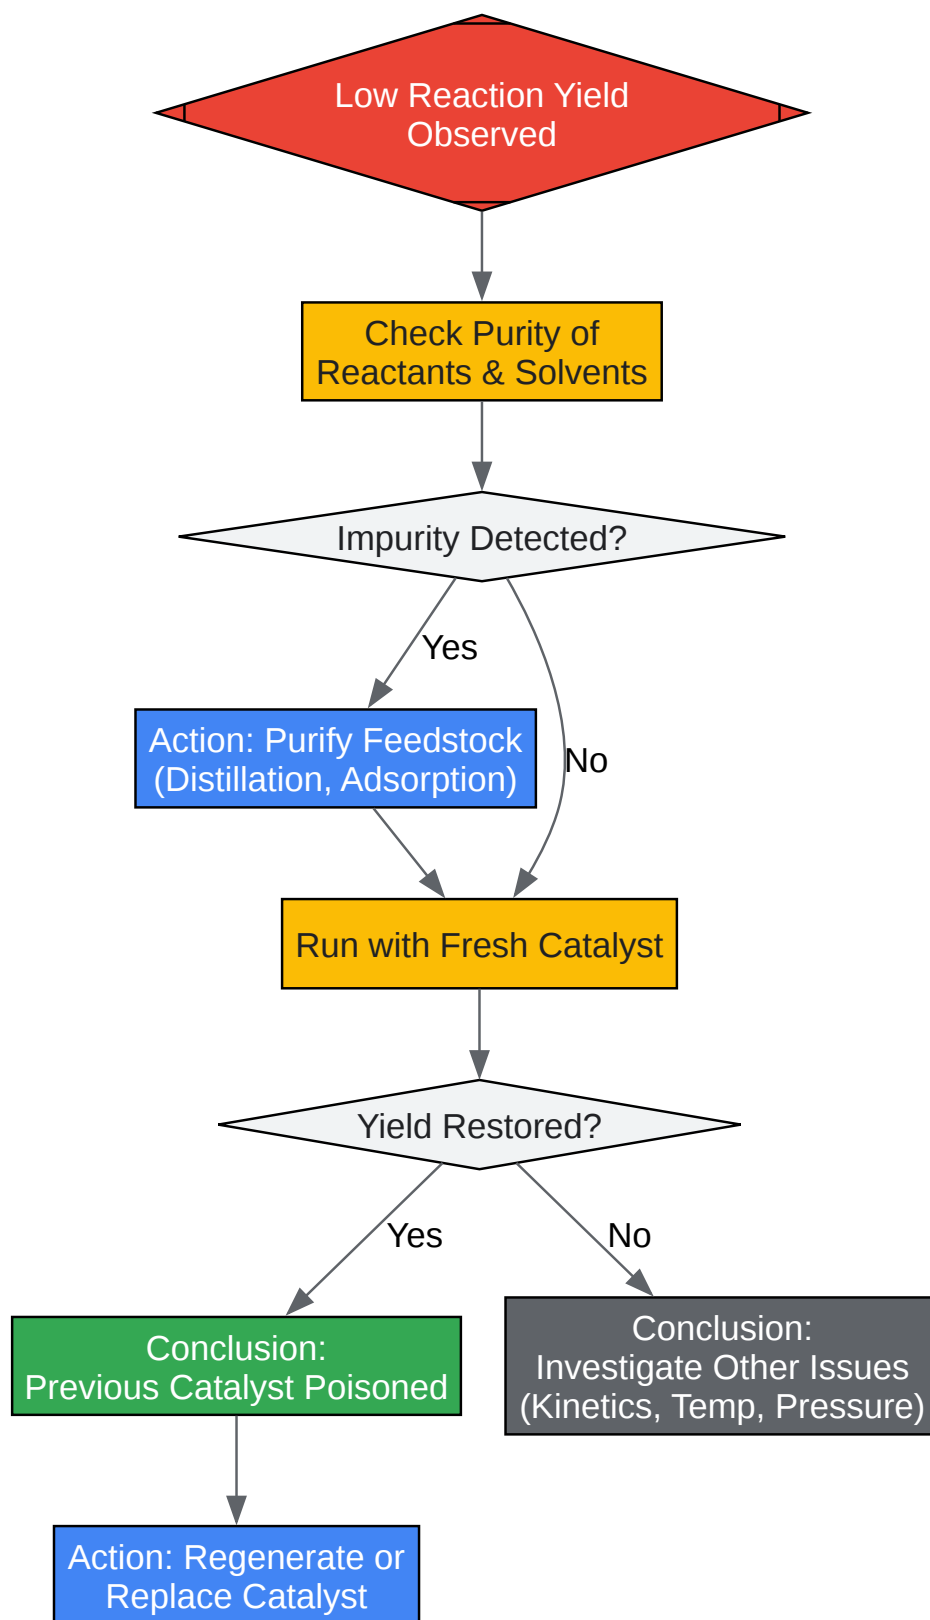 Low Reaction Yield
Observed
Check Purity of
Reactants & Solvents
Impurity Detected?
Yes
No
Action: Purify Feedstock
(Distillation, Adsorption)
Run with Fresh Catalyst
Yield Restored?
Yes
No
Conclusion:
Previous Catalyst Poisoned
Conclusion:
Investigate Other Issues
(Kinetics, Temp, Pressure)
Action: Regenerate or
Replace Catalyst